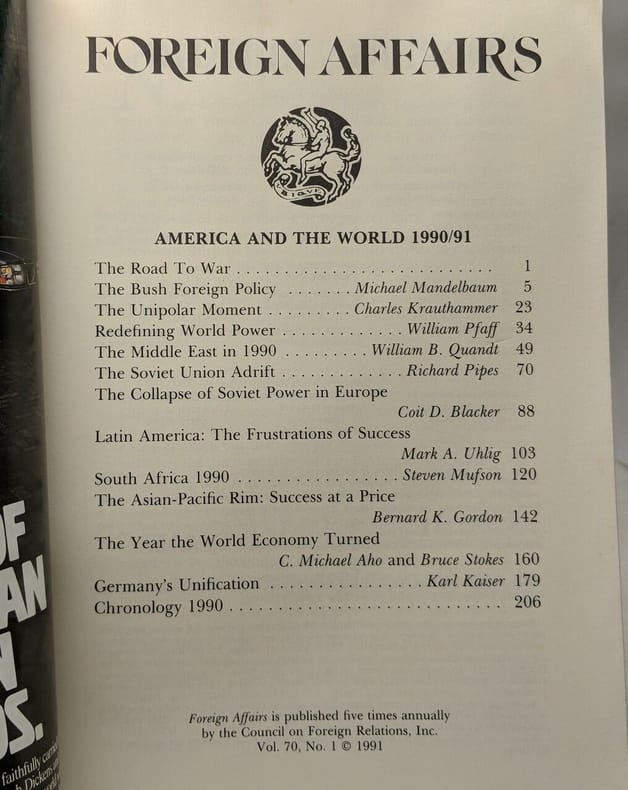 FOREIGN AFFAIRS
BIQVE
AMERICA AND THE WORLD 1990/91
The Road To War . . . . . . . . . . . . . . . . . . . . . . . . . . . 1
The Bush Foreign Policy . . . . . . . Michael Mandelbaum 5
The Unipolar Moment . . . . . . . . . Charles Krauthammer 23
Redefining World Power . . . . . . . . . . . . . William Pfaff 34
The Middle East in 1990 . . . . . . . . . William B. Quandt 49
The Soviet Union Adrift . . . . . . . . . . . . . Richard Pipes 70
The Collapse of Soviet Power in Europe
Coit D. Blacker 88
Latin America: The Frustrations of Success
Mark A. Uhlig 103
South Africa 1990 . . . . . . . . . . . . . . . . . Steven Mufson 120
The Asian-Pacific Rim: Success at a Price
Bernard K. Gordon 142
The Year the World Economy Turned
C. Michael Aho and Bruce Stokes 160
Germany's Unification . . . . . . . . . . . . . . . . Karl Kaiser 179
Chronology 1990 . . . . . . . . . . . . . . . . . . . . . . . . . . . . . 206
Foreign Affairs is published five times annually
by the Council on Foreign Relations, Inc.
Vol. 70, No. 1 © 1991
OF
AN
N
OS.
faithfully
Dickens